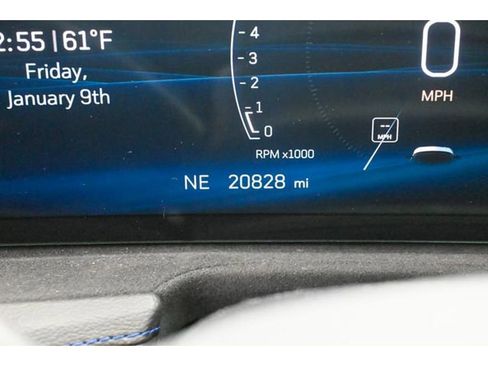 2:55 | 61°F
Friday,
January 9th
4
3
2
1
0
RPM x1000
0
MPH
--
MPH
NE 20828 mi